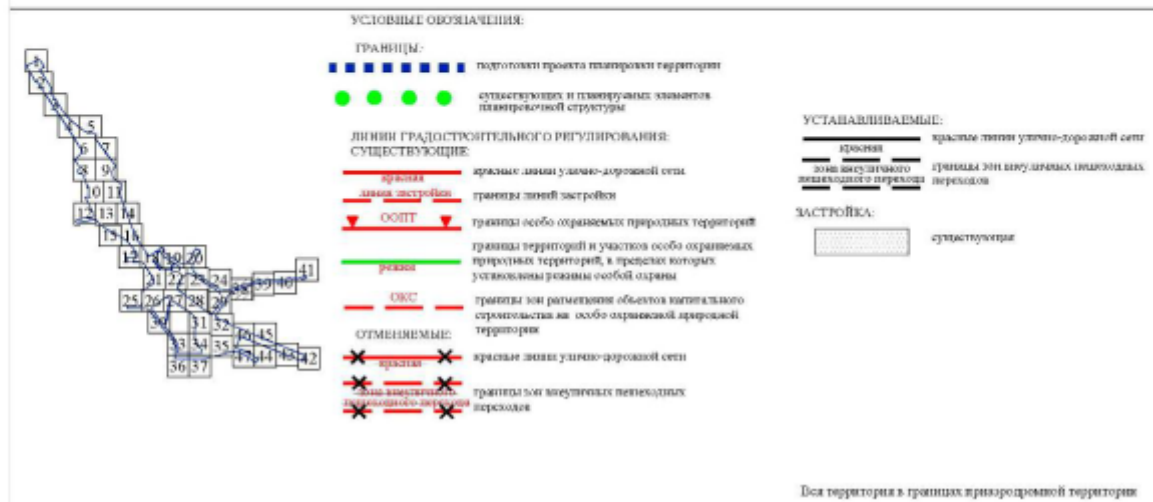 УСЛОВНЫЕ ОБОЗНАЧЕНИЯ:
ГРАНИЦЫ:
подготовки проекта планировки территории
существующих и планируемых элементов
планировочной структуры
ЛИНИИ ГРАДОСТРОИТЕЛЬНОГО РЕГУЛИРОВАНИЯ:
СУЩЕСТВУЮЩИЕ:
красная
красные линии улично-дорожной сети
линия застройки
границы линий застройки
ООПТ
границы особо охраняемых природных территорий
режим
границы территорий и участков особо охраняемых
природных территорий, в пределах которых
установлены режимы особой охраны
ОКС
границы зон размещения объектов капитального
строительства на особо охраняемой природной
территории
ОТМЕНЯЕМЫЕ:
красная
красные линии улично-дорожной сети
зона внеуличного
пешеходного перехода
границы зон внеуличных пешеходных
переходов
УСТАНАВЛИВАЕМЫЕ:
красная
красные линии улично-дорожной сети
зона внеуличного
пешеходного перехода
границы зон внеуличных пешеходных
переходов
ЗАСТРОЙКА:
существующая
1
2
3
4 5
6 7
8 9
10 11
12 13 14
15 16
17 18 19 20
21 22 23 24 38 39 40 41
25 26 27 28 29
30 31 32 46 45
33 34 35 47 44 43 42
36 37
Вся территория в границах приаэродромной территории